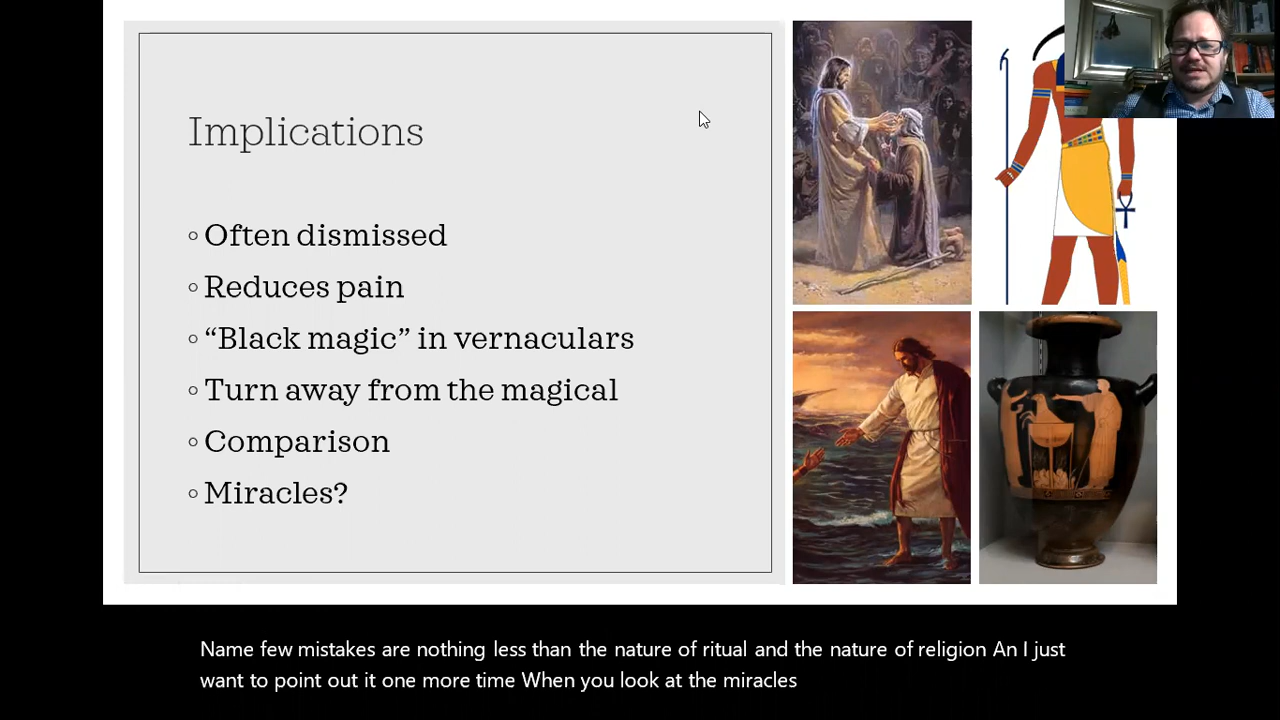 Implications
◦ Often dismissed
◦ Reduces pain
◦ “Black magic” in vernaculars
◦ Turn away from the magical
◦ Comparison
◦ Miracles?
Name few mistakes are nothing less than the nature of ritual and the nature of religion An I just
want to point out it one more time When you look at the miracles